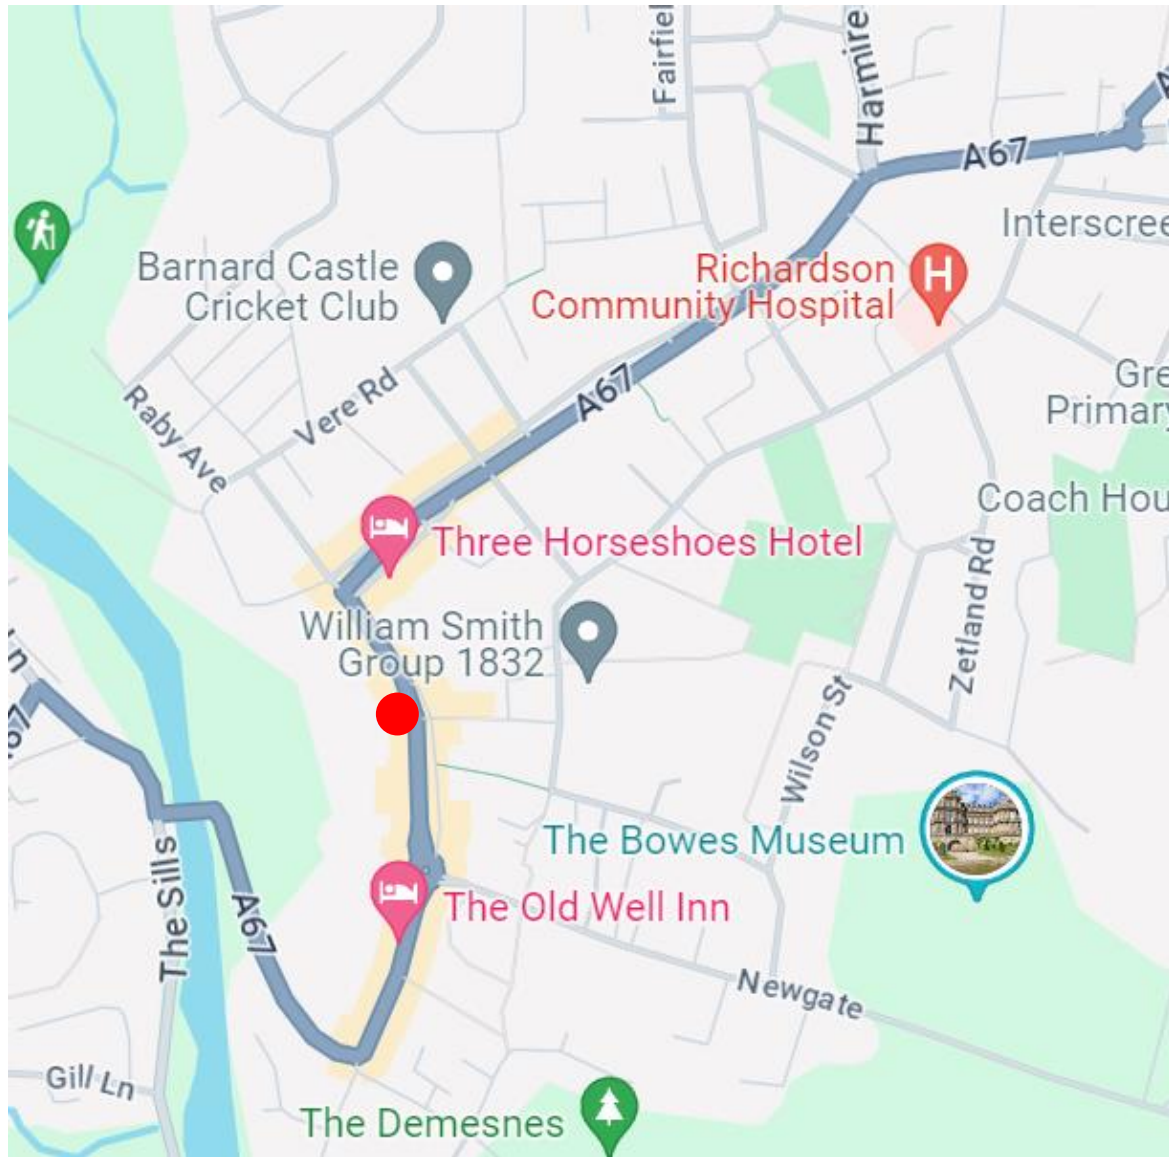 Fairfiel
Harmire
A
A67
Interscree
Richardson
Community Hospital
H
Barnard Castle
Cricket Club
Gre
Primary
A67
Vere Rd
Raby Ave
Coach Hou
Three Horseshoes Hotel
William Smith
Group 1832
Zetland Rd
Wilson St
Ln
A67
The Bowes Museum
The Sills
A67
The Old Well Inn
Newgate
Gill Ln
The Demesnes